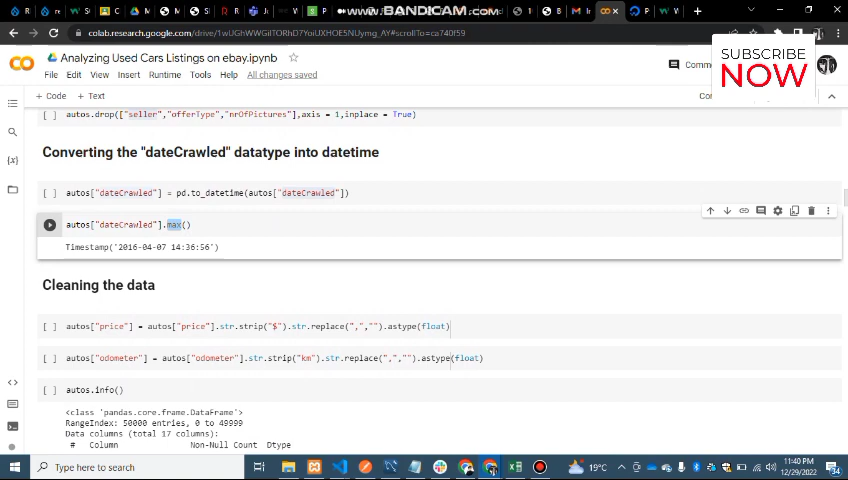 www.BANDICAM.com
colab.research.google.com/drive/1wUGhWWGilTORhD7YoiUXHOE5NUymg_AY#scrollTo=ca740f59
Analyzing Used Cars Listings on ebay.ipynb
File Edit View Insert Runtime Tools Help All changes saved
SUBSCRIBE
NOW
+ Code + Text
[ ] autos.drop(["seller","offerType","nrOfPictures"],axis = 1,inplace = True)
Converting the "dateCrawled" datatype into datetime
[ ] autos["dateCrawled"] = pd.to_datetime(autos["dateCrawled"])
autos["dateCrawled"].max()
Timestamp('2016-04-07 14:36:56')
Cleaning the data
[ ] autos["price"] = autos["price"].str.strip("$").str.replace(",","").astype(float)
[ ] autos["odometer"] = autos["odometer"].str.strip("km").str.replace(",","").astype(float)
[ ] autos.info()
<class 'pandas.core.frame.DataFrame'>
RangeIndex: 50000 entries, 0 to 49999
Data columns (total 17 columns):
# Column Non-Null Count Dtype
Type here to search
19°C
11:40 PM
12/29/2022
34